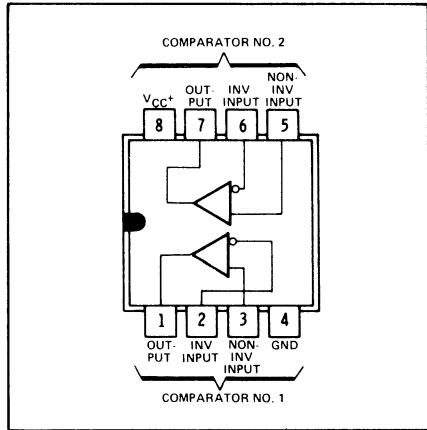 COMPARATOR NO. 2
VCC+
OUT-
PUT
INV
INPUT
NON-
INV
INPUT
8
7
6
5
1
2
3
4
OUT-
PUT
INV
INPUT
NON-
INV
INPUT
GND
COMPARATOR NO. 1